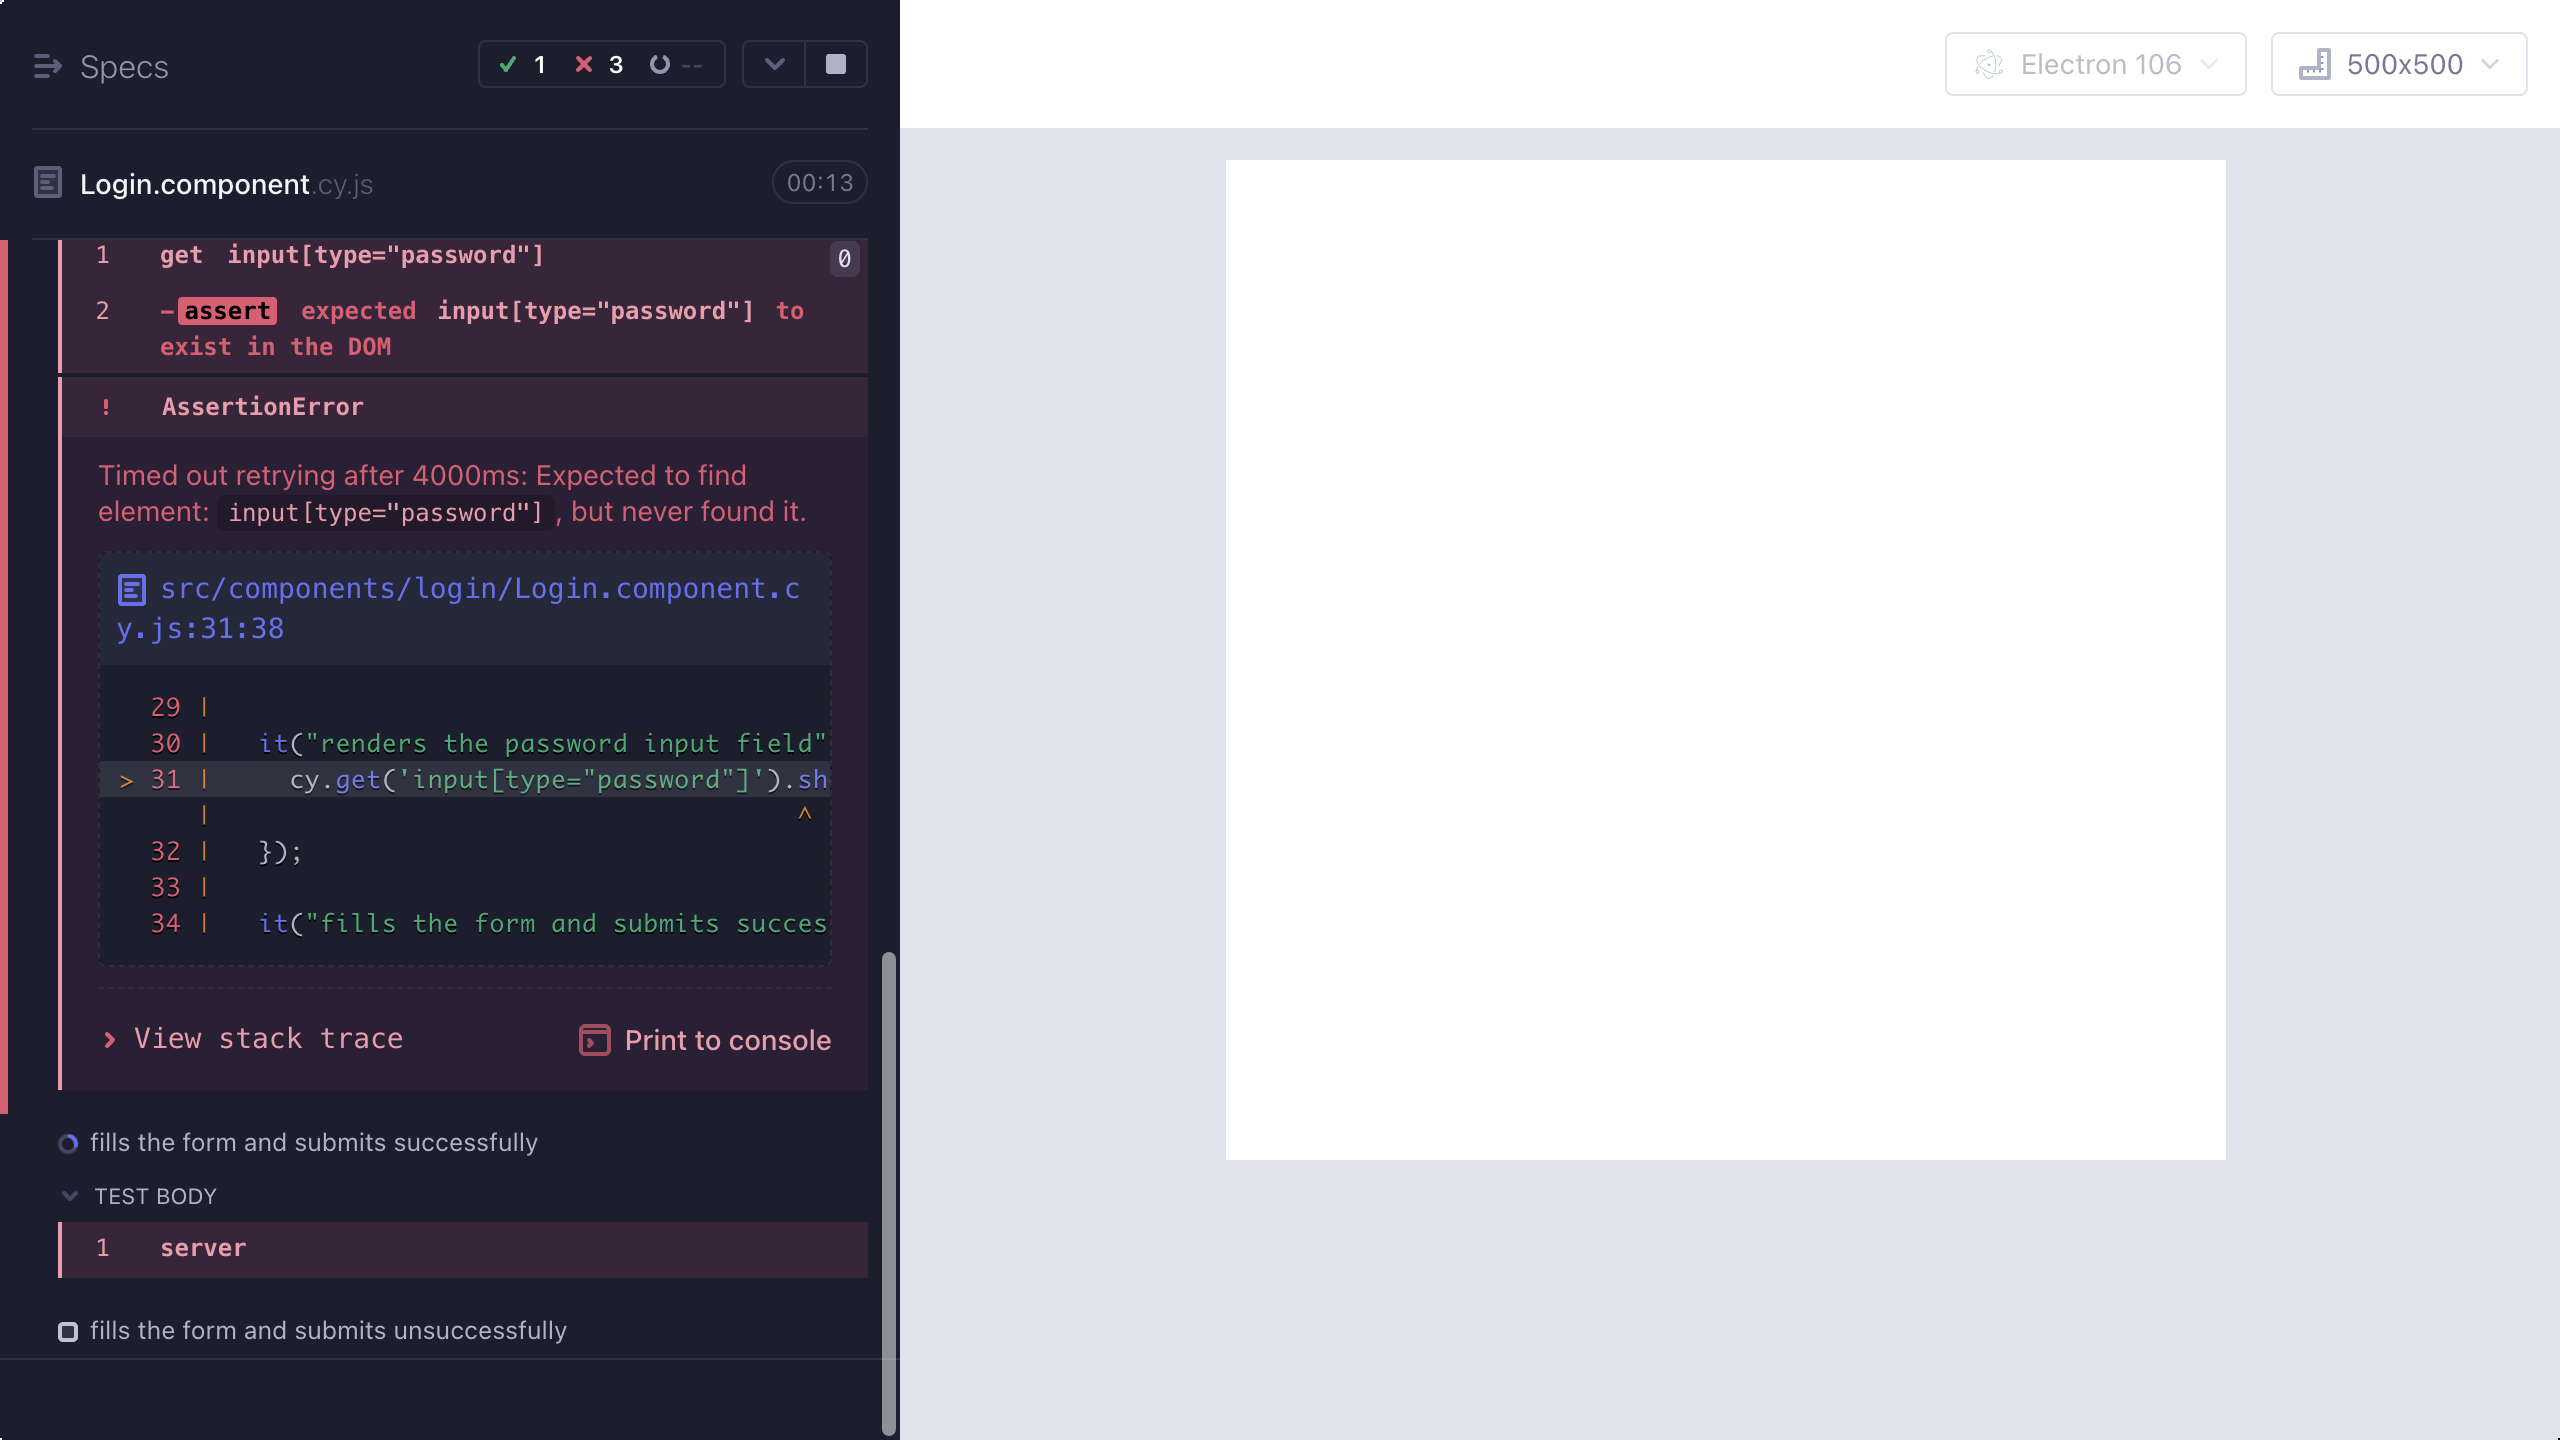 Specs
1 3 --
Electron 106
500x500
Login.component.cy.js
00:13
1 get input[type="password"] 0
2 -assert expected input[type="password"] to
exist in the DOM
! AssertionError
Timed out retrying after 4000ms: Expected to find
element: input[type="password"] , but never found it.
src/components/login/Login.component.c
y.js:31:38
29 |
30 | it("renders the password input field"
> 31 | cy.get('input[type="password"]').sh
| ^
32 | });
33 |
34 | it("fills the form and submits succes
View stack trace
Print to console
fills the form and submits successfully
TEST BODY
1 server
fills the form and submits unsuccessfully